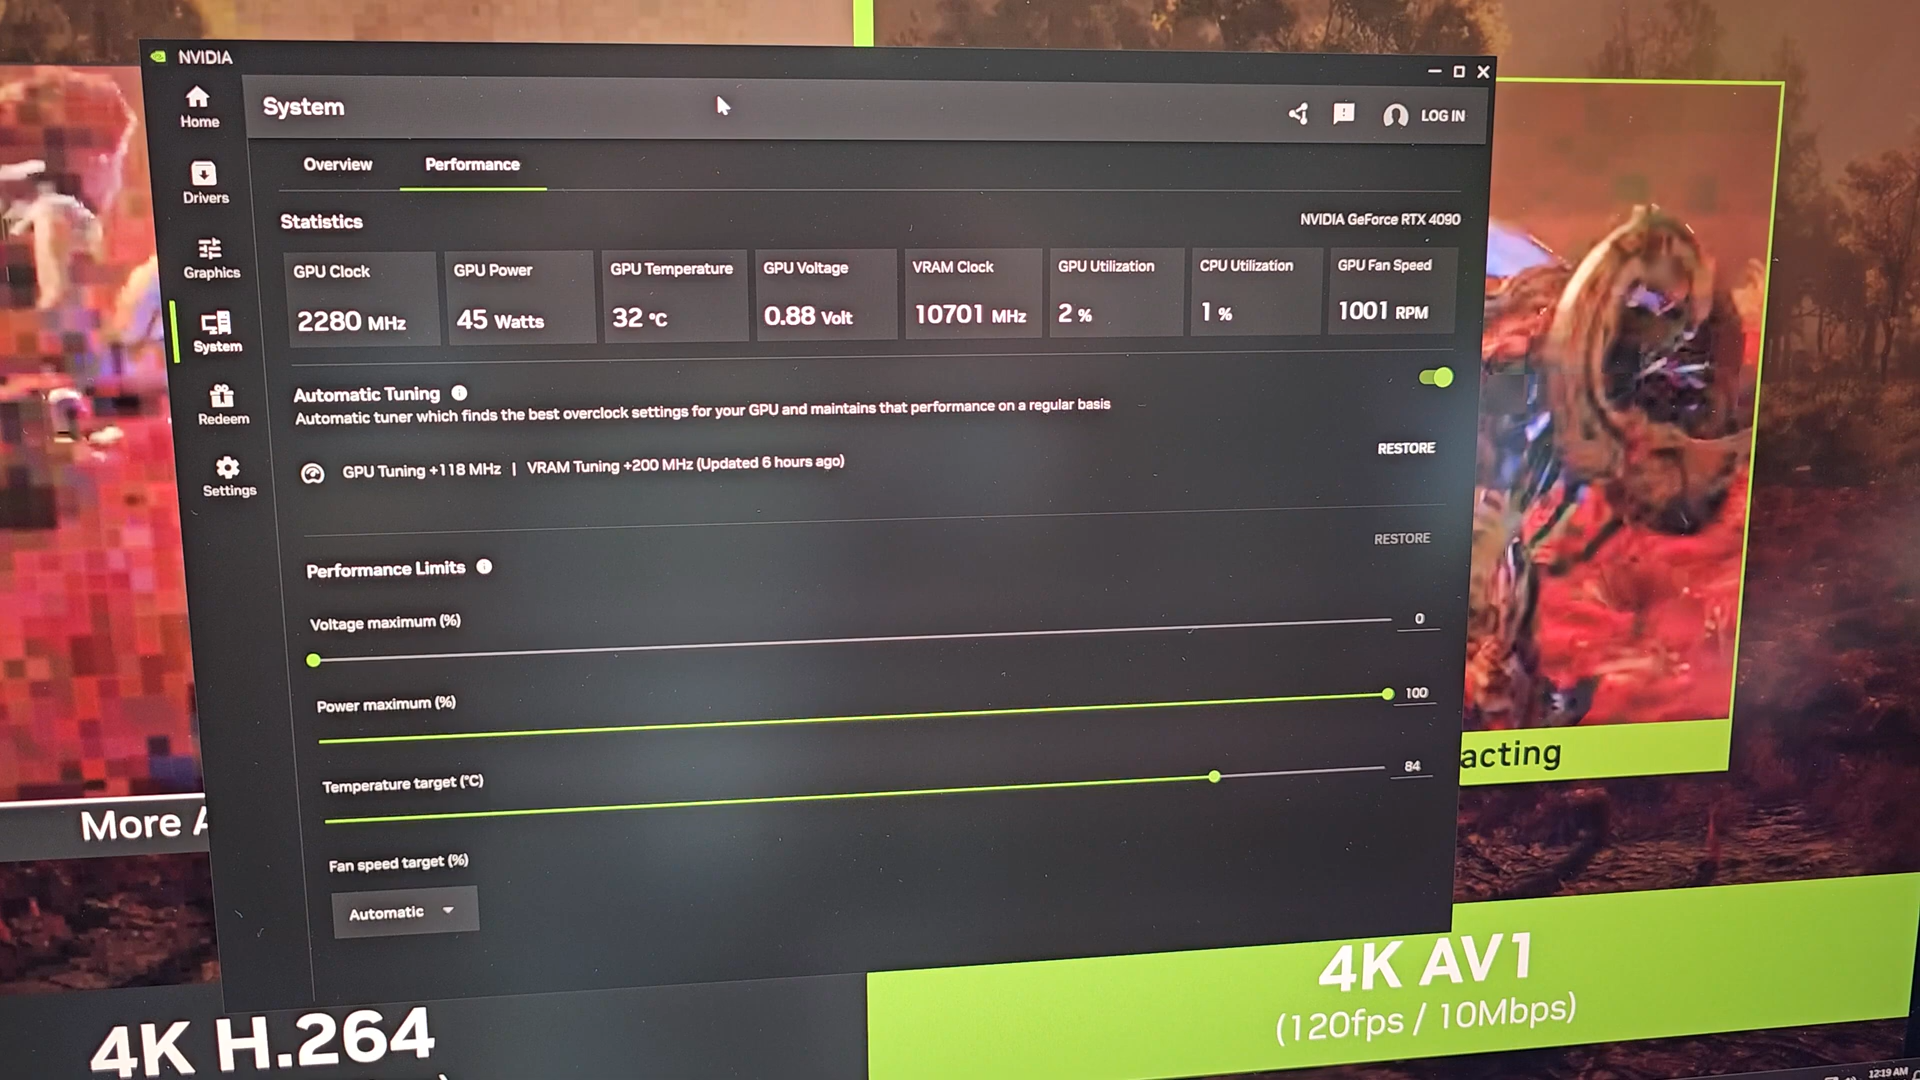 NVIDIA
Home
Drivers
Graphics
System
Redeem
Settings
System
LOG IN
Overview
Performance
Statistics
NVIDIA GeForce RTX 4090
GPU Clock
2280 MHz
GPU Power
45 Watts
GPU Temperature
32 °C
GPU Voltage
0.88 Volt
VRAM Clock
10701 MHz
GPU Utilization
2 %
CPU Utilization
1 %
GPU Fan Speed
1001 RPM
Automatic Tuning
Automatic tuner which finds the best overclock settings for your GPU and maintains that performance on a regular basis
GPU Tuning +118 MHz | VRAM Tuning +200 MHz (Updated 6 hours ago)
RESTORE
RESTORE
Performance Limits
Voltage maximum (%)
0
Power maximum (%)
100
Temperature target (°C)
84
Fan speed target (%)
Automatic
More A
acting
4K H.264
4K AV1
(120fps / 10Mbps)
12:19 AM